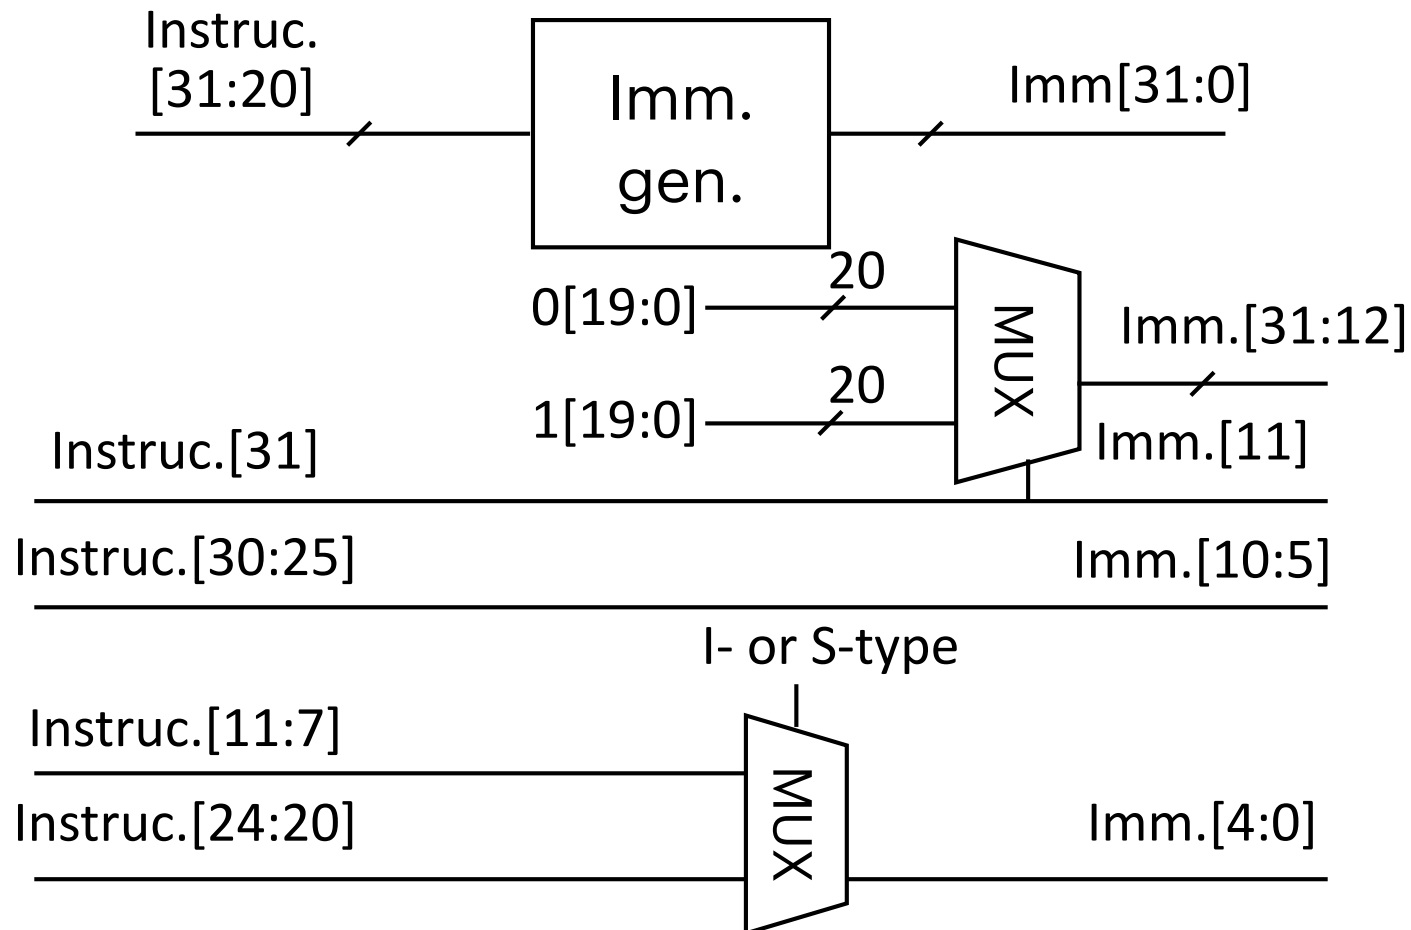 Instruc.
[31:20]
Imm.
gen.
Imm[31:0]
0[19:0]
20
1[19:0]
20
MUX
Imm.[31:12]
Instruc.[31]
Imm.[11]
Instruc.[30:25]
Imm.[10:5]
I- or S-type
Instruc.[11:7]
Instruc.[24:20]
MUX
Imm.[4:0]